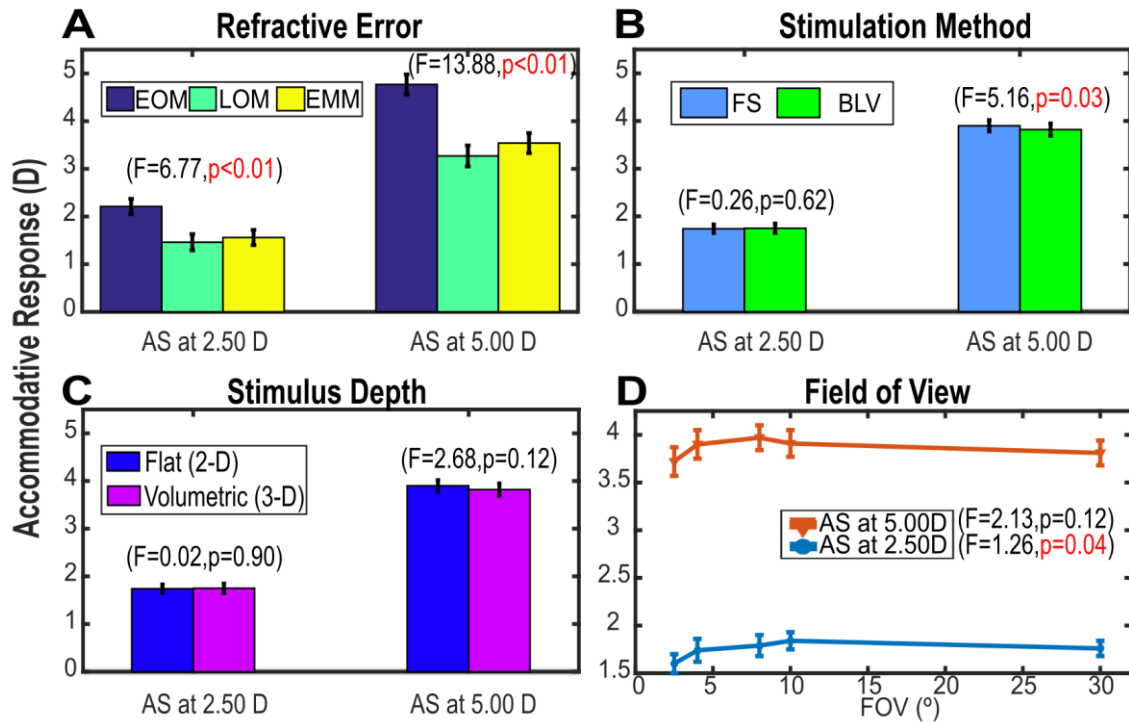 Accommodative Response (D)
A Refractive Error
5
4
3
2
1
0
EOM LOM EMM
(F=6.77,p<0.01)
(F=13.88,p<0.01)
AS at 2.50 D AS at 5.00 D
B Stimulation Method
5
4
3
2
1
0
FS BLV
(F=0.26,p=0.62)
(F=5.16,p=0.03)
AS at 2.50 D AS at 5.00 D
C Stimulus Depth
5
4
3
2
1
0
Flat (2-D)
Volumetric (3-D)
(F=0.02,p=0.90)
(F=2.68,p=0.12)
AS at 2.50 D AS at 5.00 D
D Field of View
4
3.5
3
2.5
2
1.5
AS at 5.00D (F=2.13,p=0.12)
AS at 2.50D (F=1.26,p=0.04)
0 5 10 15 20 25 30
FOV (º)